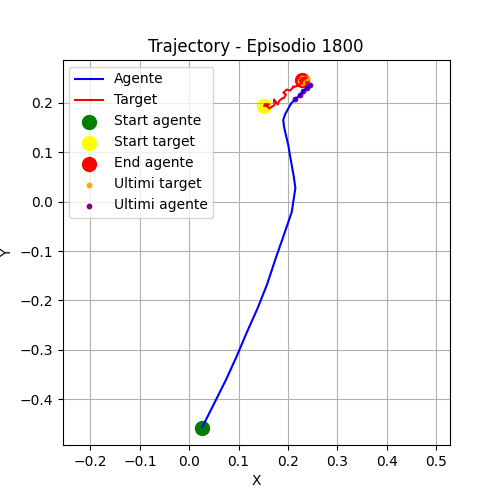 Trajectory - Episodio 1800
Agente
Target
Start agente
Start target
End agente
Ultimi target
Ultimi agente
0.2
0.1
0.0
−0.1
−0.2
−0.3
−0.4
Y
−0.2 −0.1 0.0 0.1 0.2 0.3 0.4 0.5
X